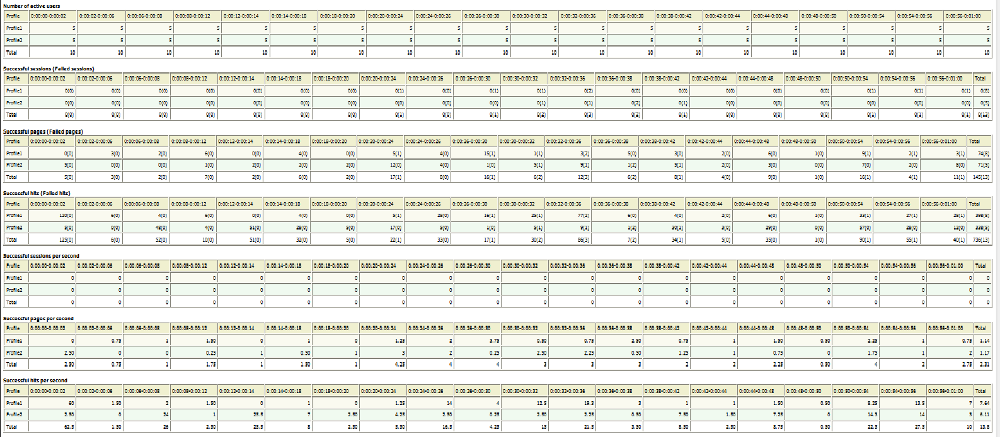 Number of active users
Profile 0:00:00-0:00:02 0:00:02-0:00:06 0:00:06-0:00:08 0:00:08-0:00:12 0:00:12-0:00:14 0:00:14-0:00:18 0:00:18-0:00:20 0:00:20-0:00:24 0:00:24-0:00:26 0:00:26-0:00:30 0:00:30-0:00:32 0:00:32-0:00:36 0:00:36-0:00:38 0:00:38-0:00:42 0:00:42-0:00:44 0:00:44-0:00:48 0:00:48-0:00:50 0:00:50-0:00:54 0:00:54-0:00:56 0:00:56-0:01:00
Profile1 5 5 5 5 5 5 5 5 5 5 5 5 5 5 5 5 5 5 5 5
Profile2 5 5 5 5 5 5 5 5 5 5 5 5 5 5 5 5 5 5 5 5
Total 10 10 10 10 10 10 10 10 10 10 10 10 10 10 10 10 10 10 10 10
Successful sessions (Failed sessions)
Profile 0:00:00-0:00:02 0:00:02-0:00:06 0:00:06-0:00:08 0:00:08-0:00:12 0:00:12-0:00:14 0:00:14-0:00:18 0:00:18-0:00:20 0:00:20-0:00:24 0:00:24-0:00:26 0:00:26-0:00:30 0:00:30-0:00:32 0:00:32-0:00:36 0:00:36-0:00:38 0:00:38-0:00:42 0:00:42-0:00:44 0:00:44-0:00:48 0:00:48-0:00:50 0:00:50-0:00:54 0:00:54-0:00:56 0:00:56-0:01:00 Total
Profile1 0(0) 0(0) 0(0) 0(0) 0(0) 0(0) 0(0) 0(1) 0(0) 0(1) 0(1) 0(2) 0(0) 0(0) 0(0) 0(0) 0(0) 0(1) 0(1) 0(1) 0(8)
Profile2 0(0) 0(0) 0(0) 0(0) 0(0) 0(0) 0(0) 0(0) 0(0) 0(0) 0(1) 0(1) 0(2) 0(1) 0(0) 0(0) 0(0) 0(0) 0(0) 0(0) 0(5)
Total 0(0) 0(0) 0(0) 0(0) 0(0) 0(0) 0(0) 0(1) 0(0) 0(1) 0(2) 0(3) 0(2) 0(1) 0(0) 0(0) 0(0) 0(1) 0(1) 0(1) 0(13)
Successful pages (Failed pages)
Profile 0:00:00-0:00:02 0:00:02-0:00:06 0:00:06-0:00:08 0:00:08-0:00:12 0:00:12-0:00:14 0:00:14-0:00:18 0:00:18-0:00:20 0:00:20-0:00:24 0:00:24-0:00:26 0:00:26-0:00:30 0:00:30-0:00:32 0:00:32-0:00:36 0:00:36-0:00:38 0:00:38-0:00:42 0:00:42-0:00:44 0:00:44-0:00:48 0:00:48-0:00:50 0:00:50-0:00:54 0:00:54-0:00:56 0:00:56-0:01:00 Total
Profile1 0(0) 3(0) 2(0) 6(0) 0(0) 4(0) 0(0) 5(1) 4(0) 15(1) 1(1) 3(2) 5(0) 3(0) 2(0) 6(0) 1(0) 9(1) 2(1) 3(1) 74(8)
Profile2 5(0) 0(0) 0(0) 1(0) 2(0) 2(0) 2(0) 12(0) 4(0) 1(0) 5(1) 9(1) 1(2) 5(1) 2(0) 3(0) 0(0) 7(0) 2(0) 8(0) 71(5)
Total 5(0) 3(0) 2(0) 7(0) 2(0) 6(0) 2(0) 17(1) 8(0) 16(1) 6(2) 12(3) 6(2) 8(1) 4(0) 9(0) 1(0) 16(1) 4(1) 11(1) 145(13)
Successful hits (Failed hits)
Profile 0:00:00-0:00:02 0:00:02-0:00:06 0:00:06-0:00:08 0:00:08-0:00:12 0:00:12-0:00:14 0:00:14-0:00:18 0:00:18-0:00:20 0:00:20-0:00:24 0:00:24-0:00:26 0:00:26-0:00:30 0:00:30-0:00:32 0:00:32-0:00:36 0:00:36-0:00:38 0:00:38-0:00:42 0:00:42-0:00:44 0:00:44-0:00:48 0:00:48-0:00:50 0:00:50-0:00:54 0:00:54-0:00:56 0:00:56-0:01:00 Total
Profile1 120(0) 6(0) 4(0) 6(0) 0(0) 4(0) 0(0) 5(1) 28(0) 16(1) 25(1) 77(2) 6(0) 4(0) 2(0) 6(0) 1(0) 33(1) 27(1) 28(1) 398(8)
Profile2 5(0) 0(0) 48(0) 4(0) 51(0) 28(0) 5(0) 17(0) 5(0) 1(0) 5(1) 9(1) 1(2) 30(1) 3(0) 29(0) 0(0) 57(0) 28(0) 12(0) 338(5)
Total 125(0) 6(0) 52(0) 10(0) 51(0) 32(0) 5(0) 22(1) 33(0) 17(1) 30(2) 86(3) 7(2) 34(1) 5(0) 35(0) 1(0) 90(1) 55(1) 40(1) 736(13)
Successful sessions per second
Profile 0:00:00-0:00:02 0:00:02-0:00:06 0:00:06-0:00:08 0:00:08-0:00:12 0:00:12-0:00:14 0:00:14-0:00:18 0:00:18-0:00:20 0:00:20-0:00:24 0:00:24-0:00:26 0:00:26-0:00:30 0:00:30-0:00:32 0:00:32-0:00:36 0:00:36-0:00:38 0:00:38-0:00:42 0:00:42-0:00:44 0:00:44-0:00:48 0:00:48-0:00:50 0:00:50-0:00:54 0:00:54-0:00:56 0:00:56-0:01:00 Total
Profile1 0 0 0 0 0 0 0 0 0 0 0 0 0 0 0 0 0 0 0 0 0
Profile2 0 0 0 0 0 0 0 0 0 0 0 0 0 0 0 0 0 0 0 0 0
Total 0 0 0 0 0 0 0 0 0 0 0 0 0 0 0 0 0 0 0 0 0
Successful pages per second
Profile 0:00:00-0:00:02 0:00:02-0:00:06 0:00:06-0:00:08 0:00:08-0:00:12 0:00:12-0:00:14 0:00:14-0:00:18 0:00:18-0:00:20 0:00:20-0:00:24 0:00:24-0:00:26 0:00:26-0:00:30 0:00:30-0:00:32 0:00:32-0:00:36 0:00:36-0:00:38 0:00:38-0:00:42 0:00:42-0:00:44 0:00:44-0:00:48 0:00:48-0:00:50 0:00:50-0:00:54 0:00:54-0:00:56 0:00:56-0:01:00 Total
Profile1 0 0.75 1 1.50 0 1 0 1.25 2 3.75 0.50 0.75 2.50 0.75 1 1.50 0.50 2.25 1 0.75 1.14
Profile2 2.50 0 0 0.25 1 0.50 1 3 2 0.25 2.50 2.25 0.50 1.25 1 0.75 0 1.75 1 2 1.17
Total 2.50 0.75 1 1.75 1 1.50 1 4.25 4 4 3 3 3 2 2 2.25 0.50 4 2 2.75 2.31
Successful hits per second
Profile 0:00:00-0:00:02 0:00:02-0:00:06 0:00:06-0:00:08 0:00:08-0:00:12 0:00:12-0:00:14 0:00:14-0:00:18 0:00:18-0:00:20 0:00:20-0:00:24 0:00:24-0:00:26 0:00:26-0:00:30 0:00:30-0:00:32 0:00:32-0:00:36 0:00:36-0:00:38 0:00:38-0:00:42 0:00:42-0:00:44 0:00:44-0:00:48 0:00:48-0:00:50 0:00:50-0:00:54 0:00:54-0:00:56 0:00:56-0:01:00 Total
Profile1 60 1.50 2 1.50 0 1 0 1.25 14 4 12.5 19.3 3 1 1 1.50 0.50 8.25 13.5 7 7.64
Profile2 2.50 0 24 1 25.5 7 2.50 4.25 2.50 0.25 2.50 2.25 0.50 7.50 1.50 7.25 0 14.3 14 3 6.11
Total 62.5 1.50 26 2.50 25.5 8 2.50 5.50 16.5 4.25 15 21.5 3.50 8.50 2.50 8.75 0.50 22.5 27.5 10 13.8